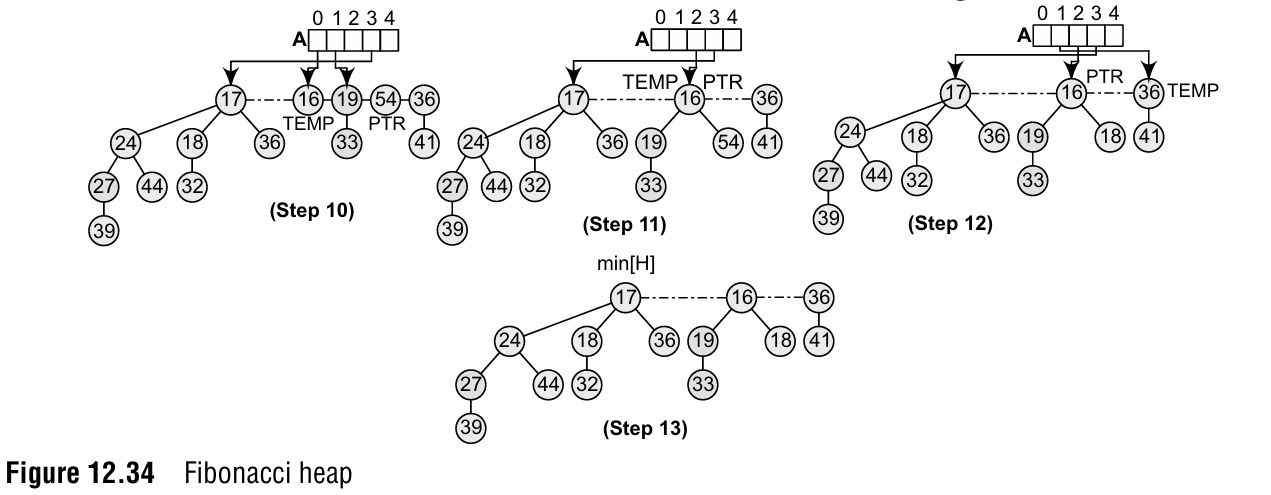 0 1 2 3 4
A
17 16 19 54 36
TEMP PTR
24 18 36 33 41
27 44 32
39
(Step 10)
0 1 2 3 4
A
TEMP PTR
17 16 36
24 18 36 19 54 41
27 44 32 33
39
(Step 11)
0 1 2 3 4
A
PTR
17 16 36 TEMP
24 18 36 19 18 41
27 44 32 33
39
(Step 12)
min[H]
17 16 36
24 18 36 19 18 41
27 44 32 33
39
(Step 13)
Figure 12.34 Fibonacci heap